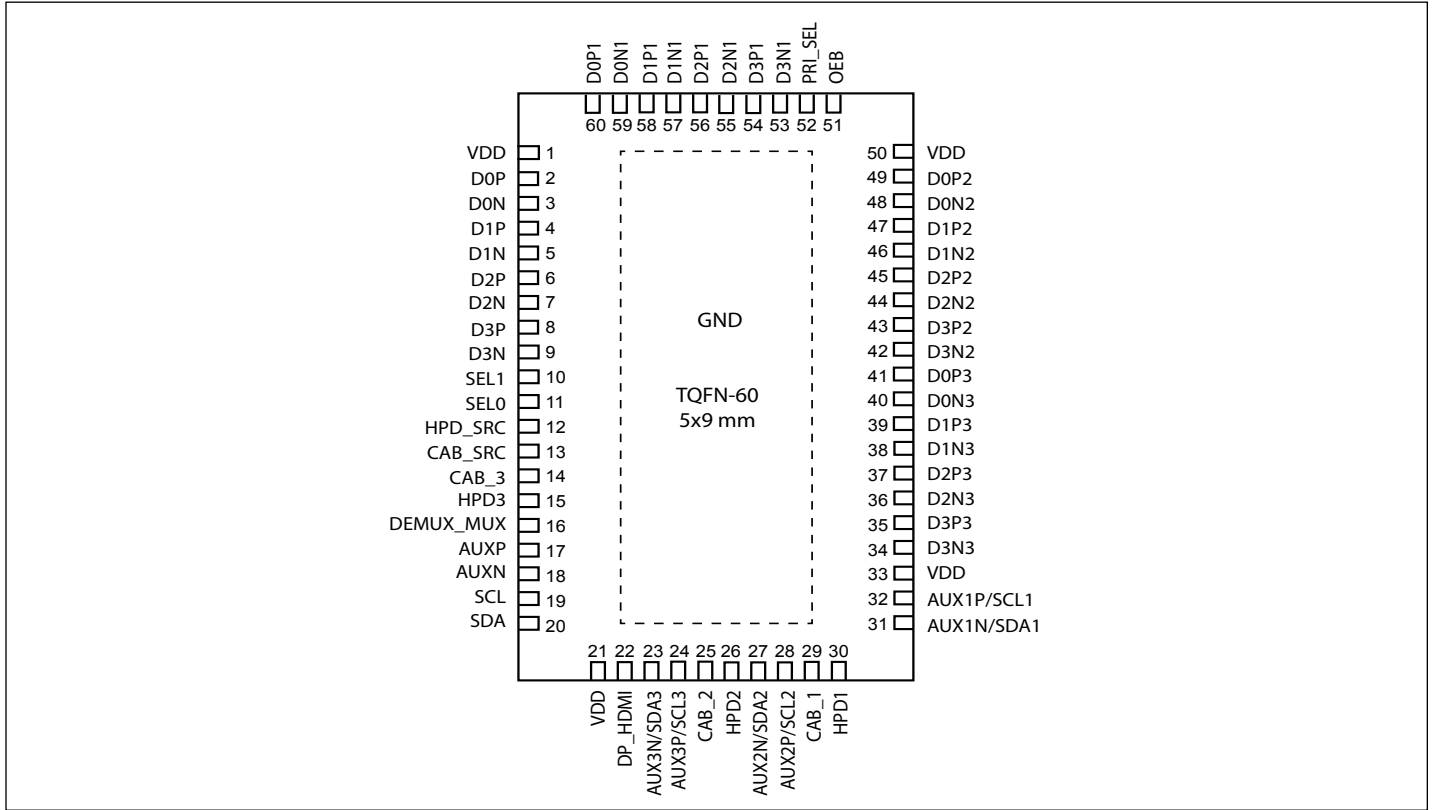 D0P1 D0N1 D1P1 D1N1 D2P1 D2N1 D3P1 D3N1 PRI_SEL OEB
60 59 58 57 56 55 54 53 52 51
VDD 1
D0P 2
D0N 3
D1P 4
D1N 5
D2P 6
D2N 7
D3P 8
D3N 9
SEL1 10
SEL0 11
HPD_SRC 12
CAB_SRC 13
CAB_3 14
HPD3 15
DEMUX_MUX 16
AUXP 17
AUXN 18
SCL 19
SDA 20
GND
TQFN-60
5x9 mm
50 VDD
49 D0P2
48 D0N2
47 D1P2
46 D1N2
45 D2P2
44 D2N2
43 D3P2
42 D3N2
41 D0P3
40 D0N3
39 D1P3
38 D1N3
37 D2P3
36 D2N3
35 D3P3
34 D3N3
33 VDD
32 AUX1P/SCL1
31 AUX1N/SDA1
21 22 23 24 25 26 27 28 29 30
VDD DP_HDMI AUX3N/SDA3 AUX3P/SCL3 CAB_2 HPD2 AUX2N/SDA2 AUX2P/SCL2 CAB_1 HPD1